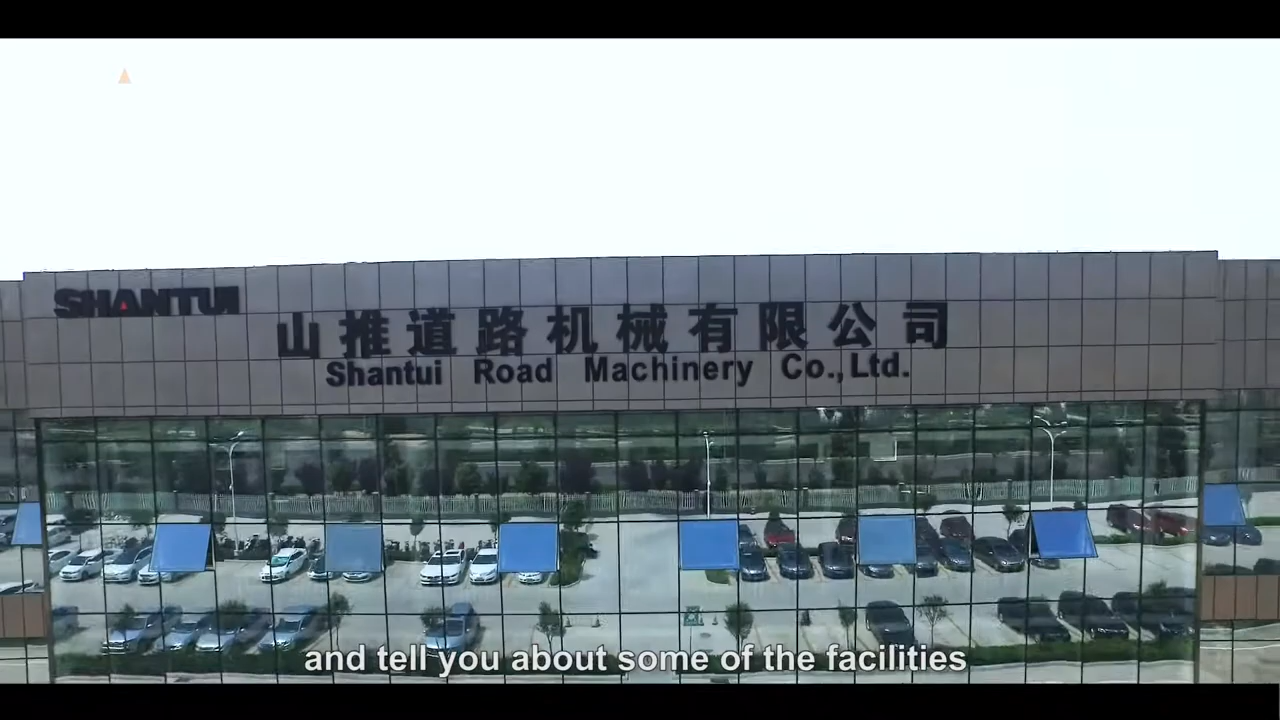 SHANTUI
山推道路机械有限公司
Shantui Road Machinery Co.,Ltd.
and tell you about some of the facilities